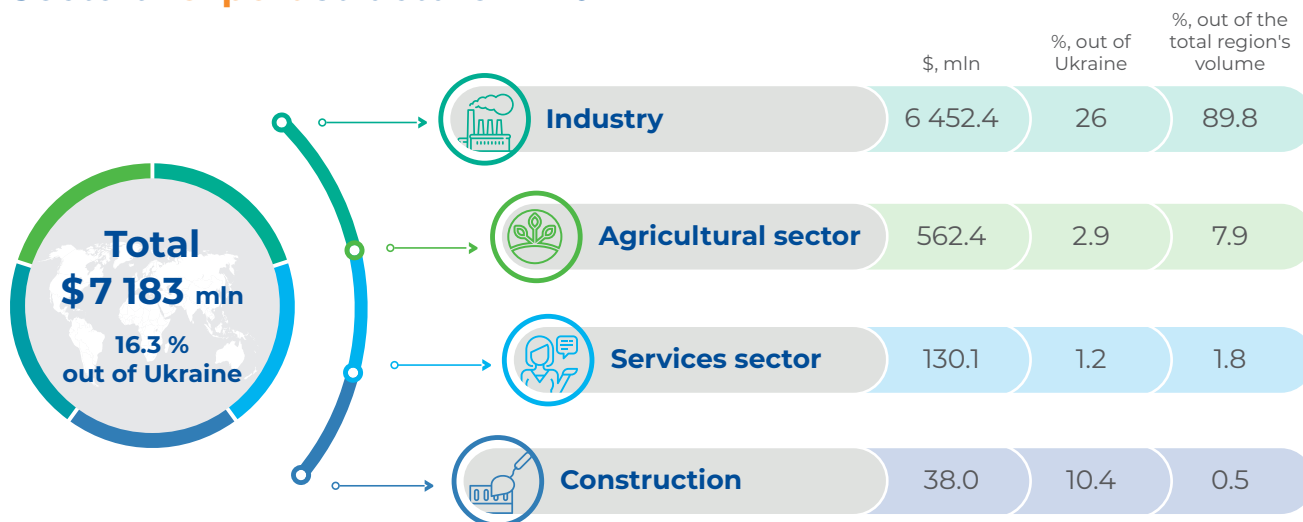 $, mln
%, out of
Ukraine
%, out of the
total region's
volume
Industry
6 452.4
26
89.8
Agricultural sector
562.4
2.9
7.9
Total
$7 183 mln
16.3 %
out of Ukraine
Services sector
130.1
1.2
1.8
Construction
38.0
10.4
0.5